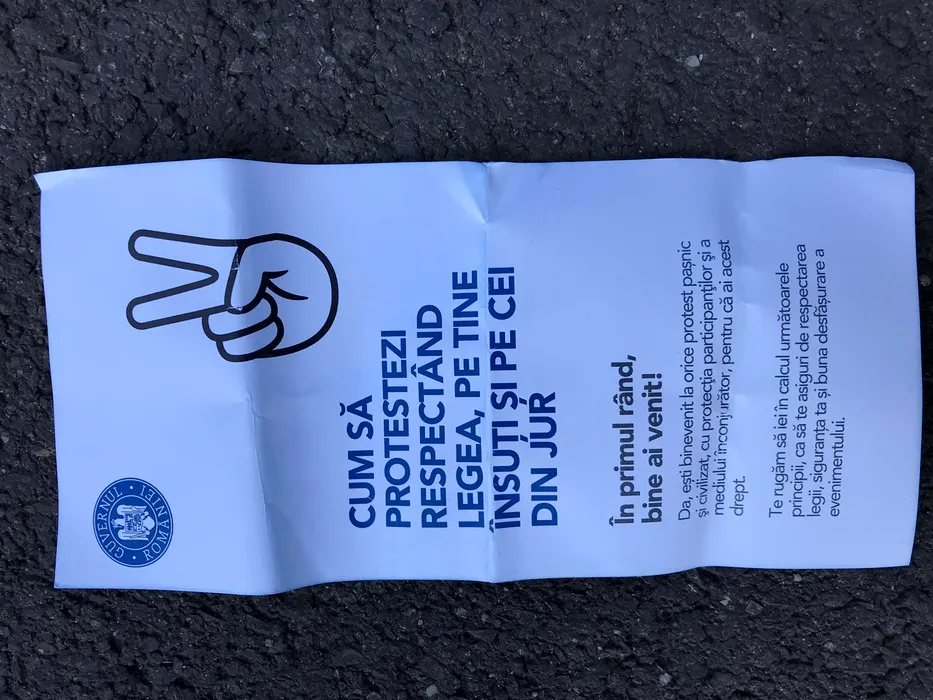 GUVERNUL ROMÂNIEI
CUM SĂ
PROTESTEZI
RESPECTÂND
LEGEA, PE TINE
ÎNSUȚI ȘI PE CEI
DIN JUR
În primul rând,
bine ai venit!
Da, ești binevenit la orice protest pașnic
și civilizat, cu protecția participanților și a
mediului înconjurător, pentru că ai acest
drept.
Te rugăm să iei în calcul următoarele
principii, ca să te asiguri de respectarea
legii, siguranța ta și buna desfășurare a
evenimentului.